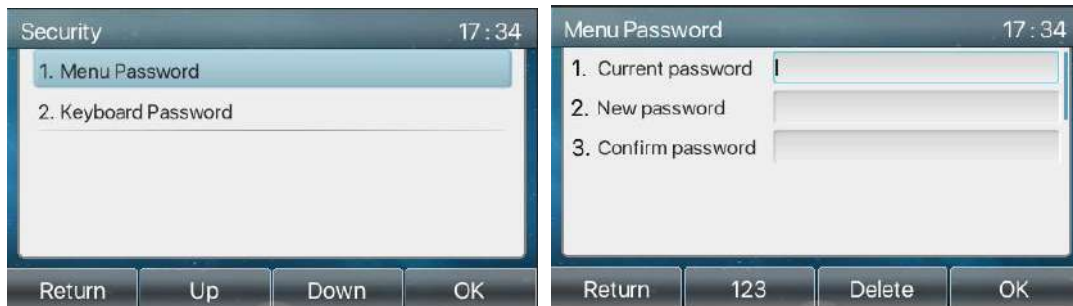 Security 17:34
1. Menu Password
2. Keyboard Password
Return Up Down OK
Menu Password 17:34
1. Current password
2. New password
3. Confirm password
Return 123 Delete OK